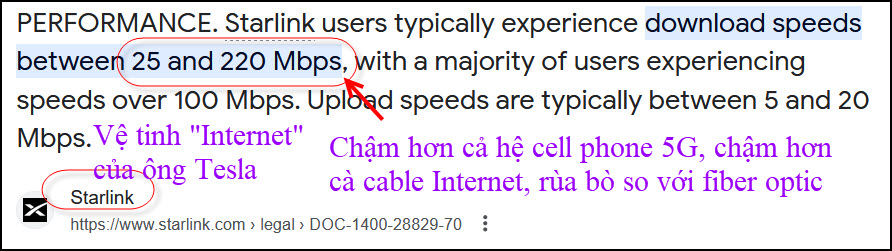 PERFORMANCE. Starlink users typically experience download speeds
between 25 and 220 Mbps, with a majority of users experiencing
speeds over 100 Mbps. Upload speeds are typically between 5 and 20
Mbps.
Vệ tinh "Internet"
của ông Tesla
Chậm hơn cả hệ cell phone 5G, chậm hơn
cà cable Internet, rùa bò so với fiber optic
Starlink
https://www.starlink.com › legal › DOC-1400-28829-70